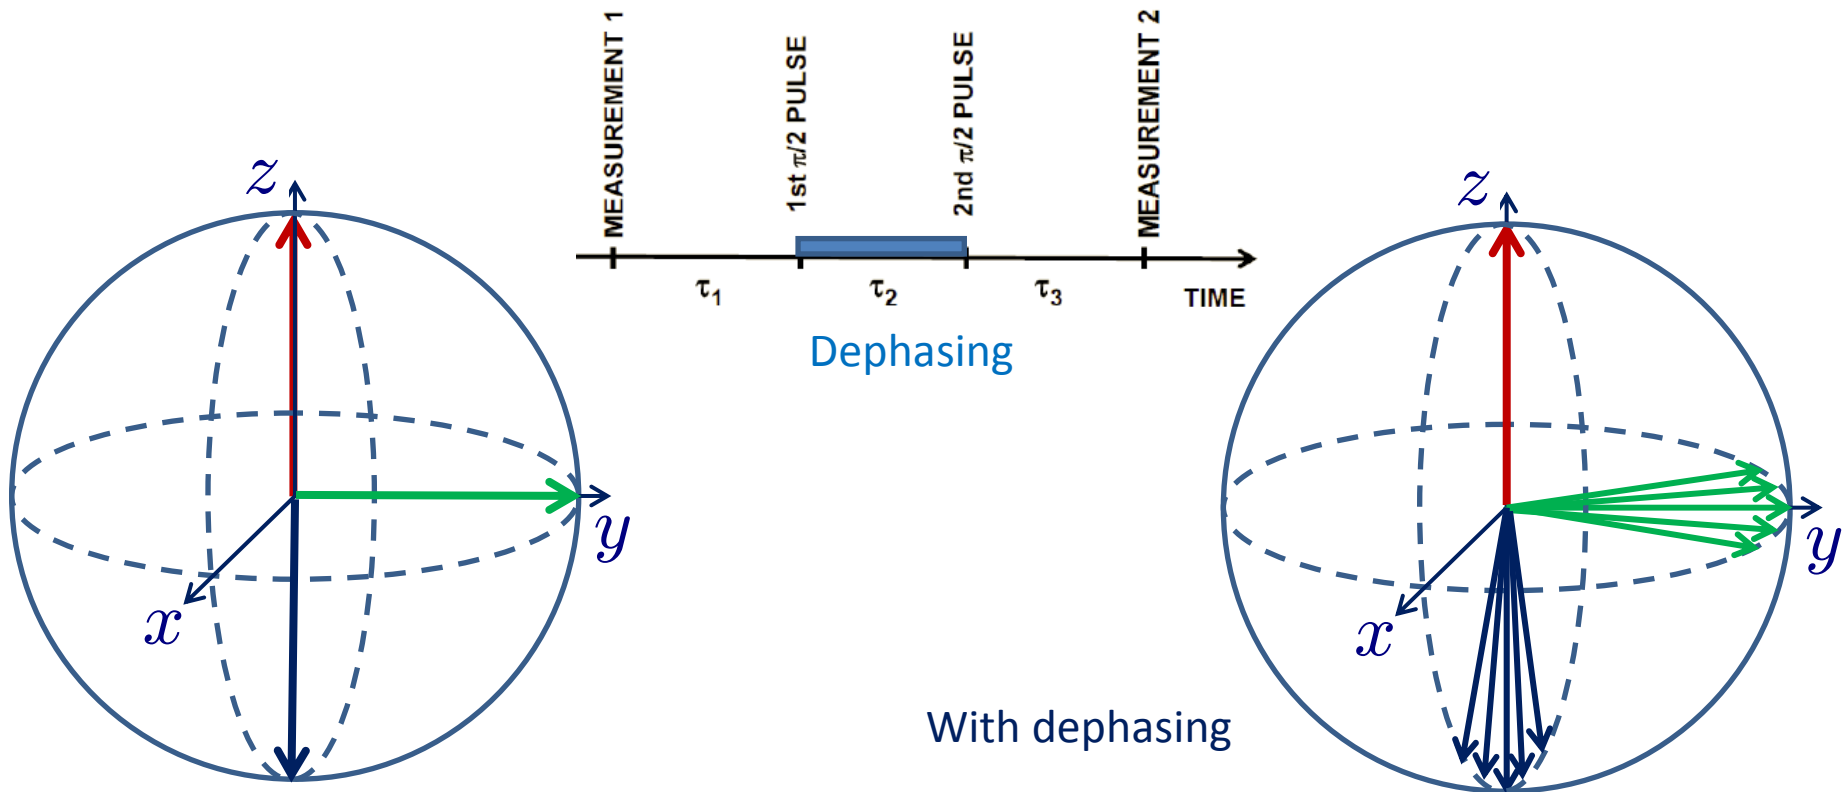 MEASUREMENT 1
1st π/2 PULSE
2nd π/2 PULSE
MEASUREMENT 2
τ₁
τ₂
τ₃
TIME
Dephasing
z
y
x
z
y
x
With dephasing